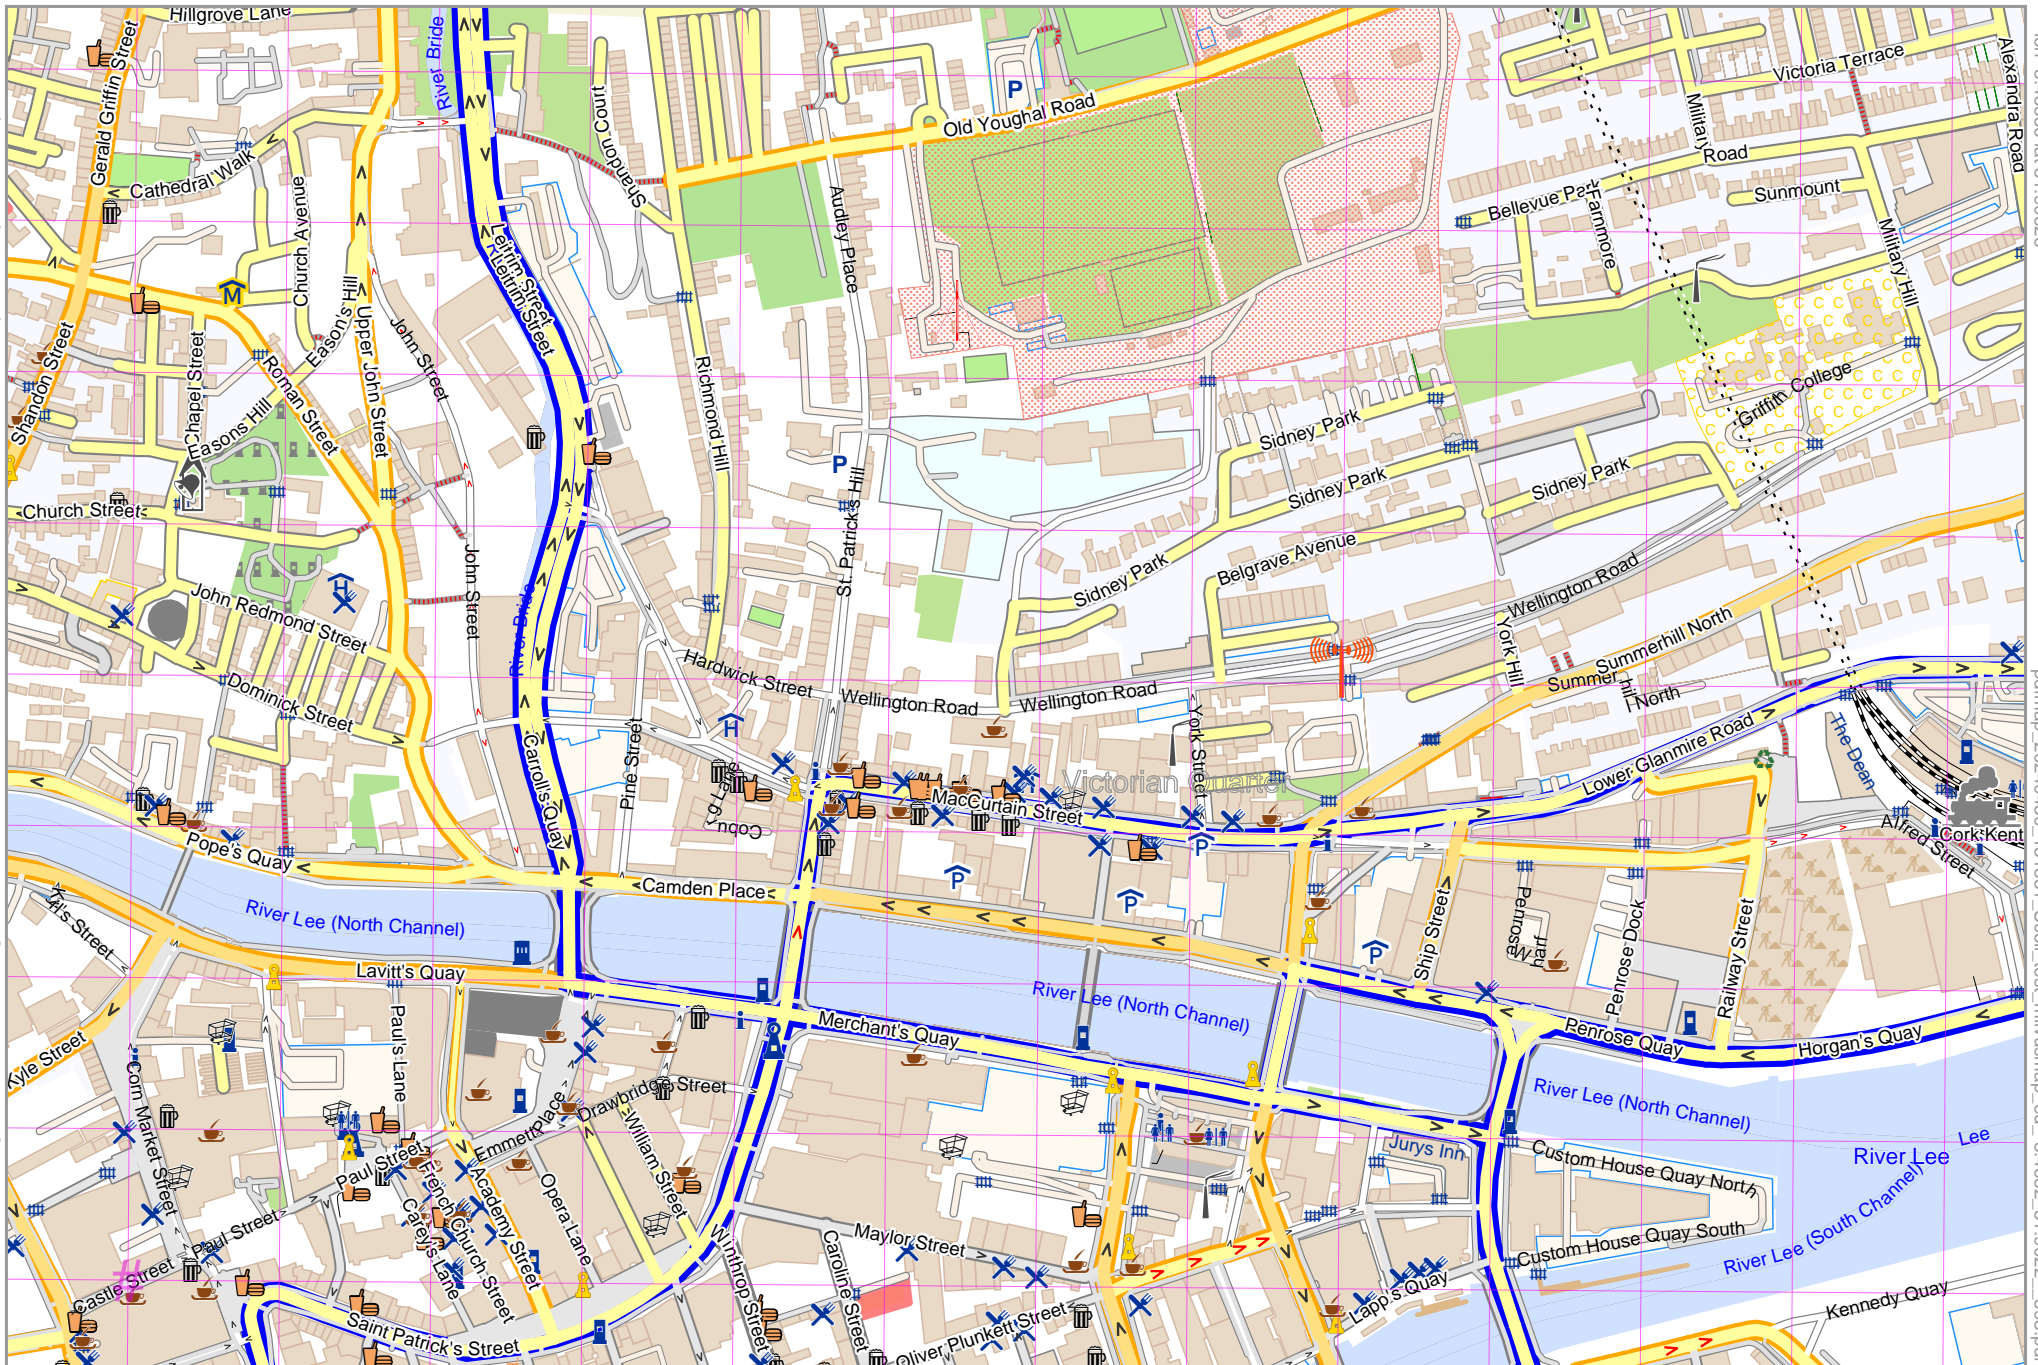 Hillgrove Lane
Gerald Griffin Street
River Bride
Shandon Court
P
Old Youghal Road
Victoria Terrace
Alexandra Road
Military
Road
Cathedral Walk
Church Avenue
Audley Place
Bellevue Park
Farmore
Sunmount
Military Hill
M
Leitrim Street
Leitrim Street
Eason's Hill
Upper John Street
John Street
Shandon Street
Chapel Street
Roman Street
Easons Hill
Richmond Hill
Griffith College
Sidney Park
Sidney Park
Sidney Park
P
St. Patrick's Hill
Church Street
John Street
Belgrave Avenue
Sidney Park
Wellington Road
H
John Redmond Street
River Bride
Dominick Street
Hardwick Street
Wellington Road
Wellington Road
York Hill
Summerhill North
Summer
hill North
H
Pine Street
Carroll's Quay
York Street
Victorian Quarter
MacCurtain Street
Lower Glanmire Road
The Dean
Cork Kent
Alfred Street
Pope's Quay
Camden Place
P
P
P
P
Ship Street
Penrose
Wharf
Penrose Dock
Railway Street
River Lee (North Channel)
Lavitt's Quay
River Lee (North Channel)
Merchant's Quay
Penrose Quay
Horgan's Quay
Kyle Street
Corn Market Street
Paul's Lane
Drawbridge Street
Emmett Place
William Street
River Lee (North Channel)
River Lee
Lee
Jurys Inn
Custom House Quay North
Custom House Quay South
River Lee (South Channel)
Paul Street
Paul Street
Castle Street
French Church Street
Carey's Lane
Academy Street
Opera Lane
Winthrop Street
Caroline Street
Maylor Street
Lapp's Quay
Kennedy Quay
Saint Patrick's Street
Oliver Plunkett Street